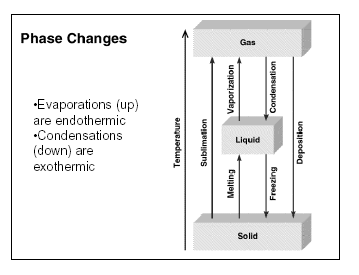 Phase Changes
•Evaporations (up)
are endothermic
•Condensations
(down) are
exothermic
Temperature
Gas
Sublimation
Vaporization
Condensation
Deposition
Liquid
Melting
Freezing
Solid